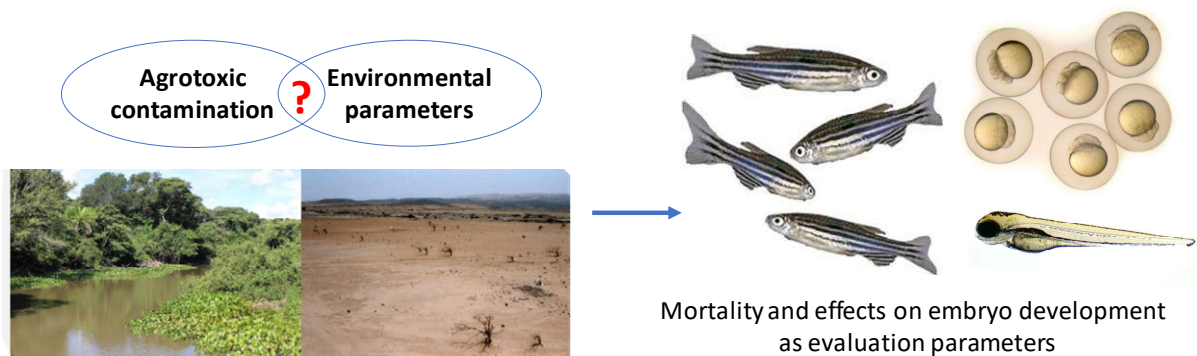 Agrotoxic
contamination
?
Environmental
parameters
Mortality and effects on embryo development
as evaluation parameters